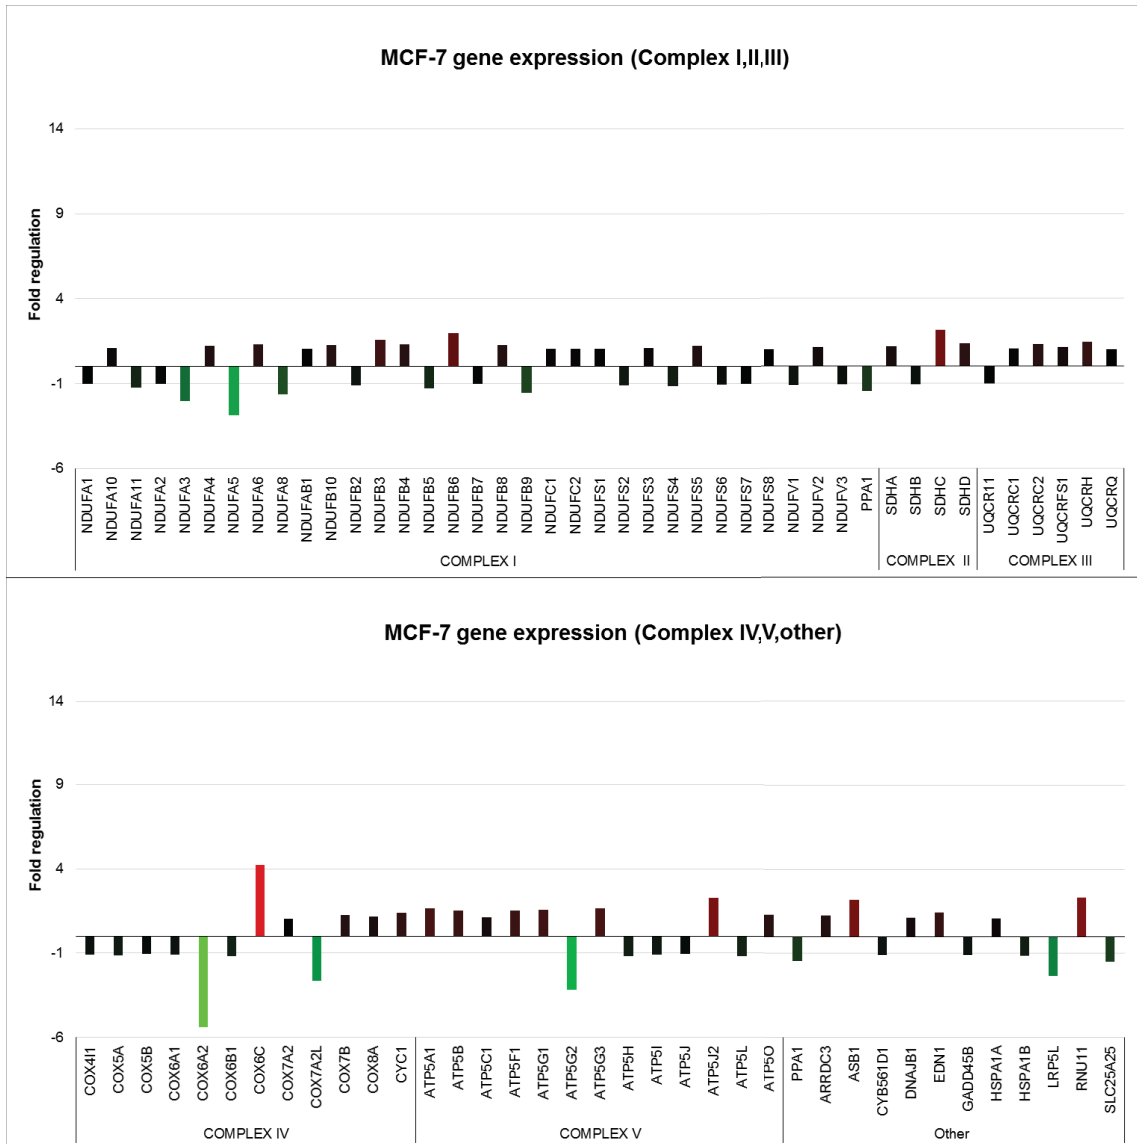 MCF-7 gene expression (Complex I,II,III)
Fold regulation
14
9
4
-1
-6
NDUFA1
NDUFA10
NDUFA11
NDUFA2
NDUFA3
NDUFA4
NDUFA5
NDUFA6
NDUFA8
NDUFAB1
NDUFB10
NDUFB2
NDUFB3
NDUFB4
NDUFB5
NDUFB6
NDUFB7
NDUFB8
NDUFB9
NDUFC1
NDUFC2
NDUFS1
NDUFS2
NDUFS3
NDUFS4
NDUFS5
NDUFS6
NDUFS7
NDUFS8
NDUFV1
NDUFV2
NDUFV3
PPA1
SDHA
SDHB
SDHC
SDHD
UQCR11
UQCRC1
UQCRC2
UQCRFS1
UQCRH
UQCRQ
COMPLEX I
COMPLEX II
COMPLEX III
MCF-7 gene expression (Complex IV,V,other)
Fold regulation
14
9
4
-1
-6
COX4I1
COX5A
COX5B
COX6A1
COX6A2
COX6B1
COX6C
COX7A2
COX7A2L
COX7B
COX8A
CYC1
ATP5A1
ATP5B
ATP5C1
ATP5F1
ATP5G1
ATP5G2
ATP5G3
ATP5H
ATP5I
ATP5J
ATP5J2
ATP5L
ATP5O
PPA1
ARRDC3
ASB1
CYB561D1
DNAJB1
EDN1
GADD45B
HSPA1A
HSPA1B
LRP5L
RNU11
SLC25A25
COMPLEX IV
COMPLEX V
Other